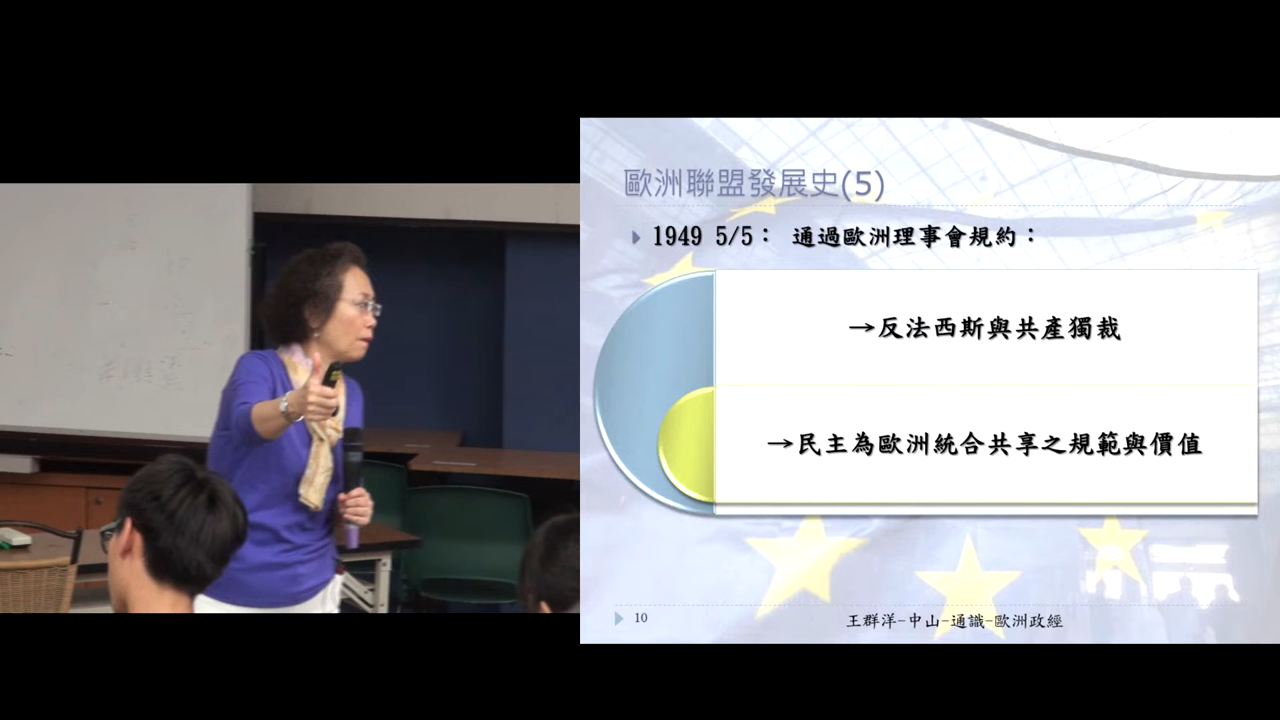 歐洲聯盟發展史(5)
1949 5/5： 通過歐洲理事會規約：
→反法西斯與共產獨裁
→民主為歐洲統合共享之規範與價值
10
王群洋-中山-通識-歐洲政經